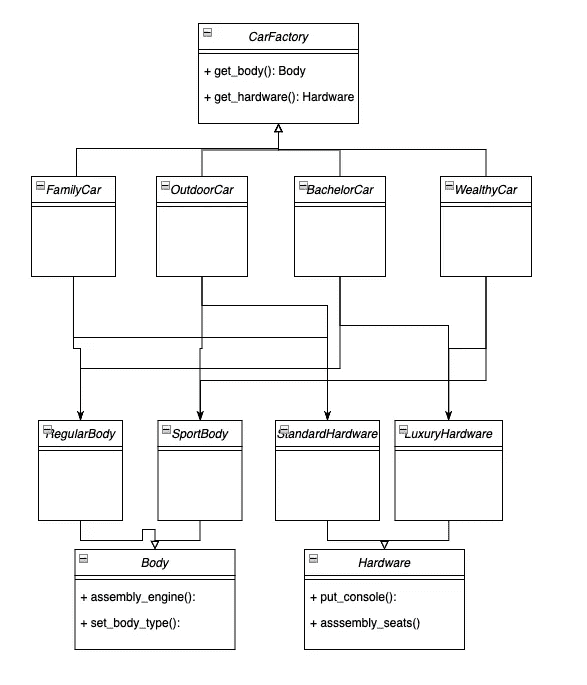 CarFactory
+ get_body(): Body
+ get_hardware(): Hardware
FamilyCar
OutdoorCar
BachelorCar
WealthyCar
RegularBody
SportBody
StandardHardware
LuxuryHardware
Body
+ assembly_engine():
+ set_body_type():
Hardware
+ put_console():
+ asssembly_seats()